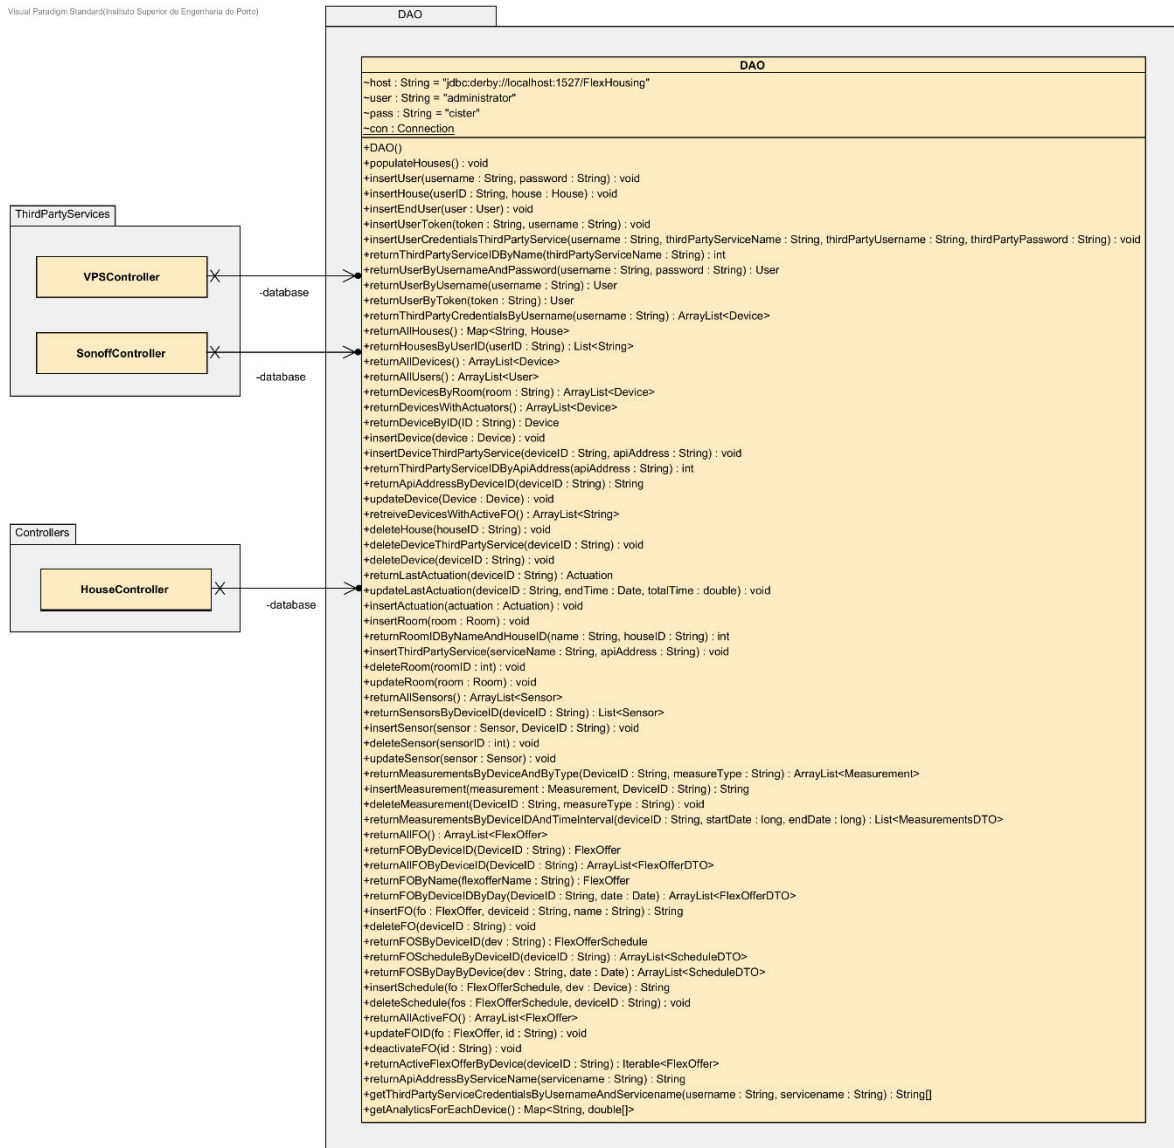 Visual Paradigm Standard(Instituto Superior de Engenharia do Porto)
DAO
DAO
~host : String = "jdbc:derby://localhost:1527/FlexHousing"
~user : String = "administrator"
~pass : String = "cister"
~con : Connection
+DAO()
+populateHouses() : void
+insertUser(username : String, password : String) : void
+insertHouse(userID : String, house : House) : void
+insertEndUser(user : User) : void
+insertUserToken(token : String, username : String) : void
+insertUserCredentialsThirdPartyService(username : String, thirdPartyServiceName : String, thirdPartyUsername : String, thirdPartyPassword : String) : void
+returnThirdPartyServiceIDByName(thirdPartyServiceName : String) : int
+returnUserByUsernameAndPassword(username : String, password : String) : User
+returnUserByUsername(username : String) : User
+returnUserByToken(token : String) : User
+returnThirdPartyCredentialsByUsername(username : String) : ArrayList<Device>
+returnAllHouses() : Map<String, House>
+returnHousesByUserID(userID : String) : List<String>
+returnAllDevices() : ArrayList<Device>
+returnAllUsers() : ArrayList<User>
+returnDevicesByRoom(room : String) : ArrayList<Device>
+returnDevicesWithActuators() : ArrayList<Device>
+returnDeviceByID(ID : String) : Device
+insertDevice(device : Device) : void
+insertDeviceThirdPartyService(deviceID : String, apiAddress : String) : void
+returnThirdPartyServiceIDByApiAddress(apiAddress : String) : int
+returnApiAddressByDeviceID(deviceID : String) : String
+updateDevice(Device : Device) : void
+retreiveDevicesWithActiveFO() : ArrayList<String>
+deleteHouse(houseID : String) : void
+deleteDeviceThirdPartyService(deviceID : String) : void
+deleteDevice(deviceID : String) : void
+returnLastActuation(deviceID : String) : Actuation
+updateLastActuation(deviceID : String, endTime : Date, totalTime : double) : void
+insertActuation(actuation : Actuation) : void
+insertRoom(room : Room) : void
+returnRoomIDByNameAndHouseID(name : String, houseID : String) : int
+insertThirdPartyService(serviceName : String, apiAddress : String) : void
+deleteRoom(roomID : int) : void
+updateRoom(room : Room) : void
+returnAllSensors() : ArrayList<Sensor>
+returnSensorsByDeviceID(deviceID : String) : List<Sensor>
+insertSensor(sensor : Sensor, DeviceID : String) : void
+deleteSensor(sensorID : int) : void
+updateSensor(sensor : Sensor) : void
+returnMeasurementsByDeviceAndByType(DeviceID : String, measureType : String) : ArrayList<Measurement>
+insertMeasurement(measurement : Measurement, DeviceID : String) : String
+deleteMeasurement(DeviceID : String, measureType : String) : void
+returnMeasurementsByDeviceIDAndTimeInterval(deviceID : String, startDate : long, endDate : long) : List<MeasurementsDTO>
+returnAllFO() : ArrayList<FlexOffer>
+returnFOByDeviceID(DeviceID : String) : FlexOffer
+returnAllFOByDeviceID(DeviceID : String) : ArrayList<FlexOfferDTO>
+returnFOByName(flexofferName : String) : FlexOffer
+returnFOByDeviceIDByDay(DeviceID : String, date : Date) : ArrayList<FlexOfferDTO>
+insertFO(fo : FlexOffer, deviceid : String, name : String) : String
+deleteFO(deviceID : String) : void
+returnFOSByDeviceID(dev : String) : FlexOfferSchedule
+returnFOScheduleByDeviceID(deviceID : String) : ArrayList<ScheduleDTO>
+returnFOSByDayByDevice(dev : String, date : Date) : ArrayList<ScheduleDTO>
+insertSchedule(fo : FlexOfferSchedule, dev : Device) : String
+deleteSchedule(fos : FlexOfferSchedule, deviceID : String) : void
+returnAllActiveFO() : ArrayList<FlexOffer>
+updateFOID(fo : FlexOffer, id : String) : void
+deactivateFO(id : String) : void
+returnActiveFlexOfferByDevice(deviceID : String) : Iterable<FlexOffer>
+returnApiAddressByServiceName(servicename : String) : String
+getThirdPartyServiceCredentialsByUsernameAndServicename(username : String, servicename : String) : String[]
+getAnalyticsForEachDevice() : Map<String, double[]>
ThirdPartyServices
VPSController
-database
SonoffController
-database
Controllers
HouseController
-database